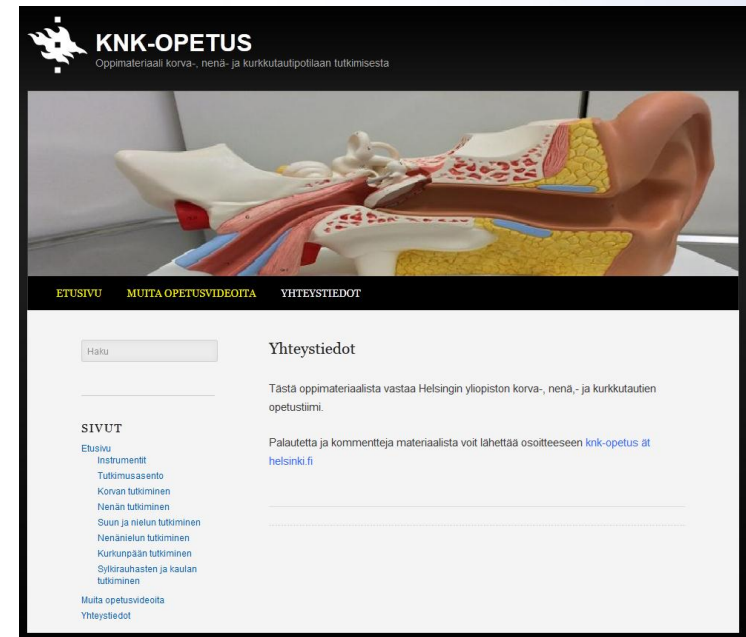 KNK-OPETUS
Oppimateriaali korva-, nenä- ja kurkkutautipotilaan tutkimisesta
ETUSIVU MUITA OPETUSVIDEOITA YHTEYSTIEDOT
Haku
SIVUT
Etusivu
Instrumentit
Tutkimusasento
Korvan tutkiminen
Nenän tutkiminen
Suun ja nielun tutkiminen
Nenänielun tutkiminen
Kurkunpään tutkiminen
Sylkirauhasten ja kaulan
tutkiminen
Muita opetusvideoita
Yhteystiedot
Yhteystiedot
Tästä oppimateriaalista vastaa Helsingin yliopiston korva-, nenä,- ja kurkkutautien
opetustiimi.
Palautetta ja kommentteja materiaalista voit lähettää osoitteeseen knk-opetus ät
helsinki.fi